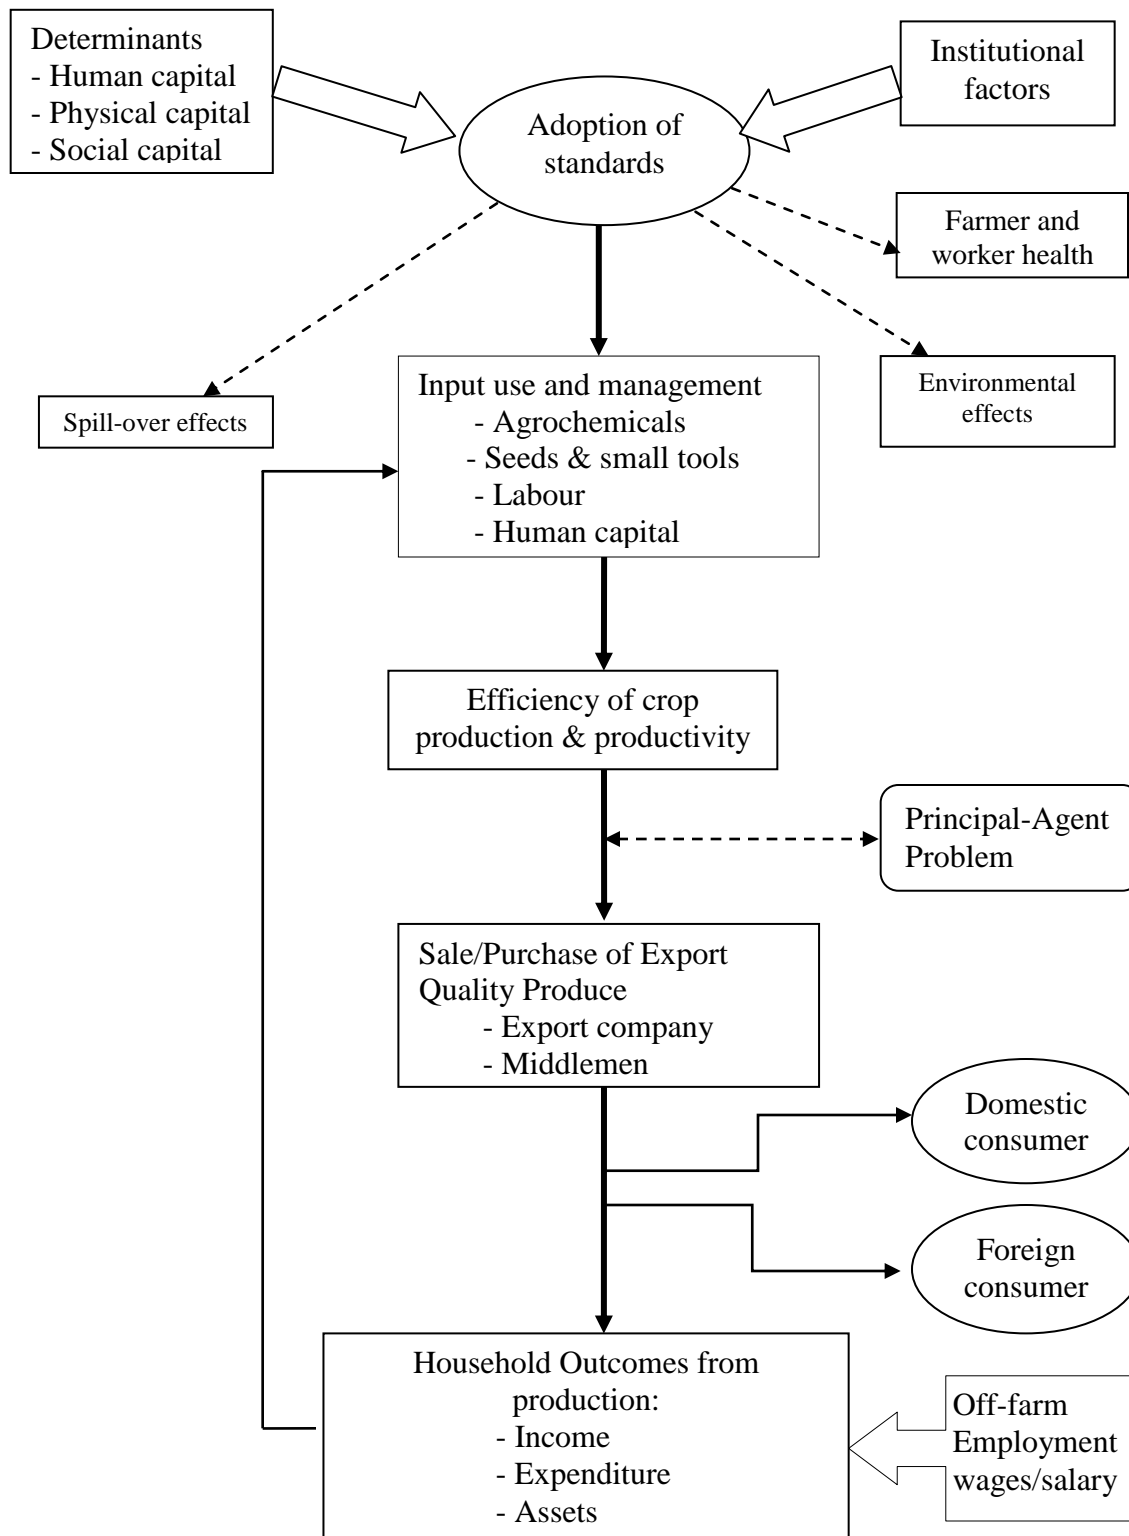 Determinants
- Human capital
- Physical capital
- Social capital
Institutional
factors
Adoption of
standards
Farmer and
worker health
Environmental
effects
Spill-over effects
Input use and management
- Agrochemicals
- Seeds & small tools
- Labour
- Human capital
Efficiency of crop
production & productivity
Principal-Agent
Problem
Sale/Purchase of Export
Quality Produce
- Export company
- Middlemen
Domestic
consumer
Foreign
consumer
Household Outcomes from
production:
- Income
- Expenditure
- Assets
Off-farm
Employment
wages/salary